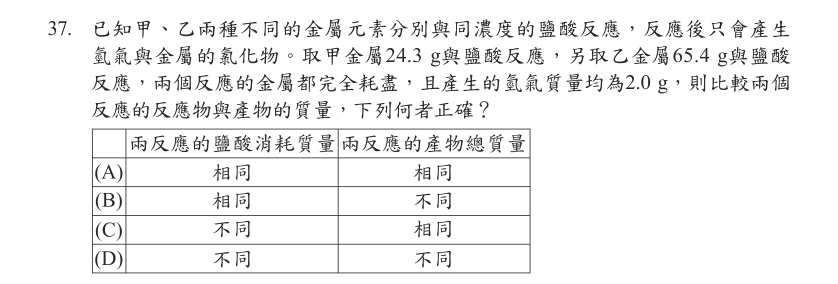 37. 已知甲、乙兩種不同的金屬元素分別與同濃度的鹽酸反應，反應後只會產生
氫氣與金屬的氯化物。取甲金屬24.3 g與鹽酸反應，另取乙金屬65.4 g與鹽酸
反應，兩個反應的金屬都完全耗盡，且產生的氫氣質量均為2.0 g，則比較兩個
反應的反應物與產物的質量，下列何者正確？
兩反應的鹽酸消耗質量 兩反應的產物總質量
(A) 相同 相同
(B) 相同 不同
(C) 不同 相同
(D) 不同 不同